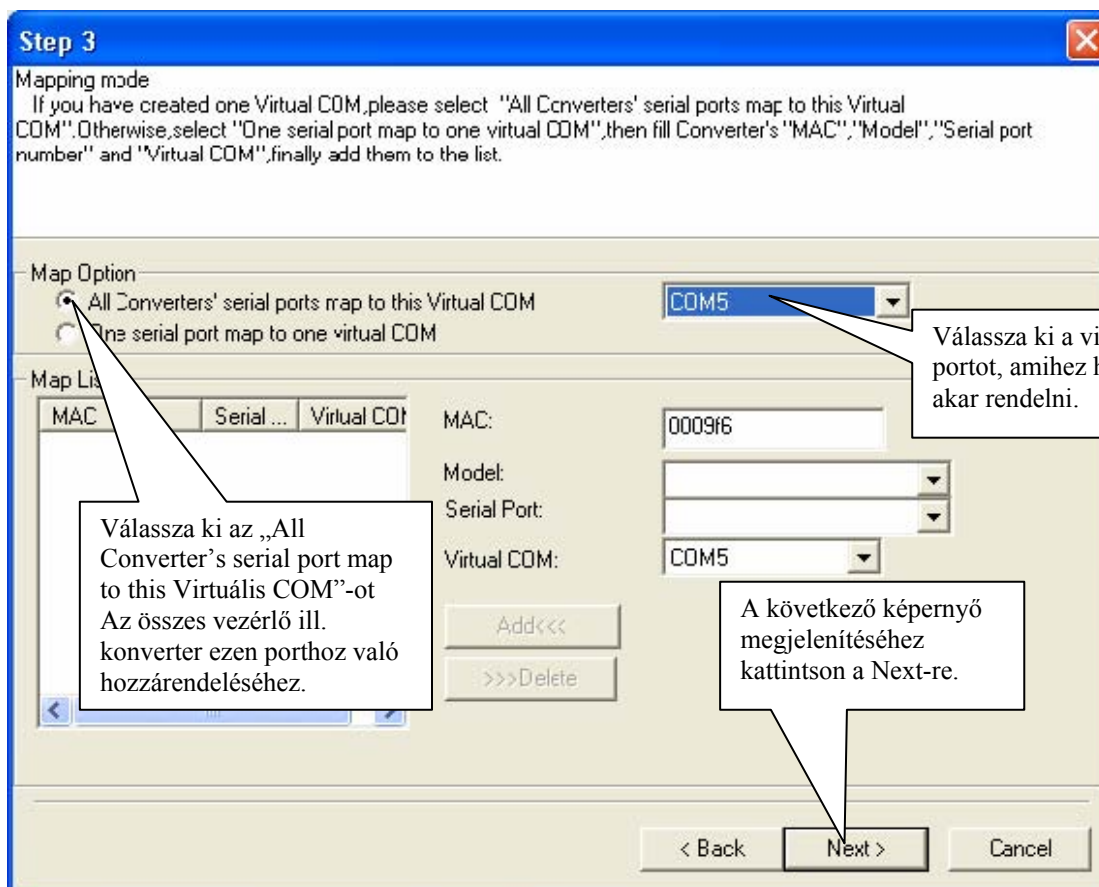 Step 3
Mapping mode
If you have created one Virtual COM,please select "All Converters' serial ports map to this Virtual
COM".Otherwise,select "One serial port map to one virtual COM",then fill Converter's "MAC","Model","Serial port
number" and "Virtual COM",finally add them to the list.
Map Option
All Converters' serial ports map to this Virtual COM
COM5
One serial port map to one virtual COM
Válassza ki a
portot, amihez
akar rendelni.
Map
MAC
Serial ...
Virtual
MAC:
0009f6
Model:
Serial Port:
Virtual COM:
COM5
Válassza ki az „All
Converter’s serial port map
to this Virtuális COM”-ot
Az összes vezérlő ill.
konverter ezen porthoz való
hozzárendeléséhez.
Add<<<
>>>Delete
A következő képernyő
megjelenítéséhez
kattintson a Next-re.
< Back
Next >
Cancel